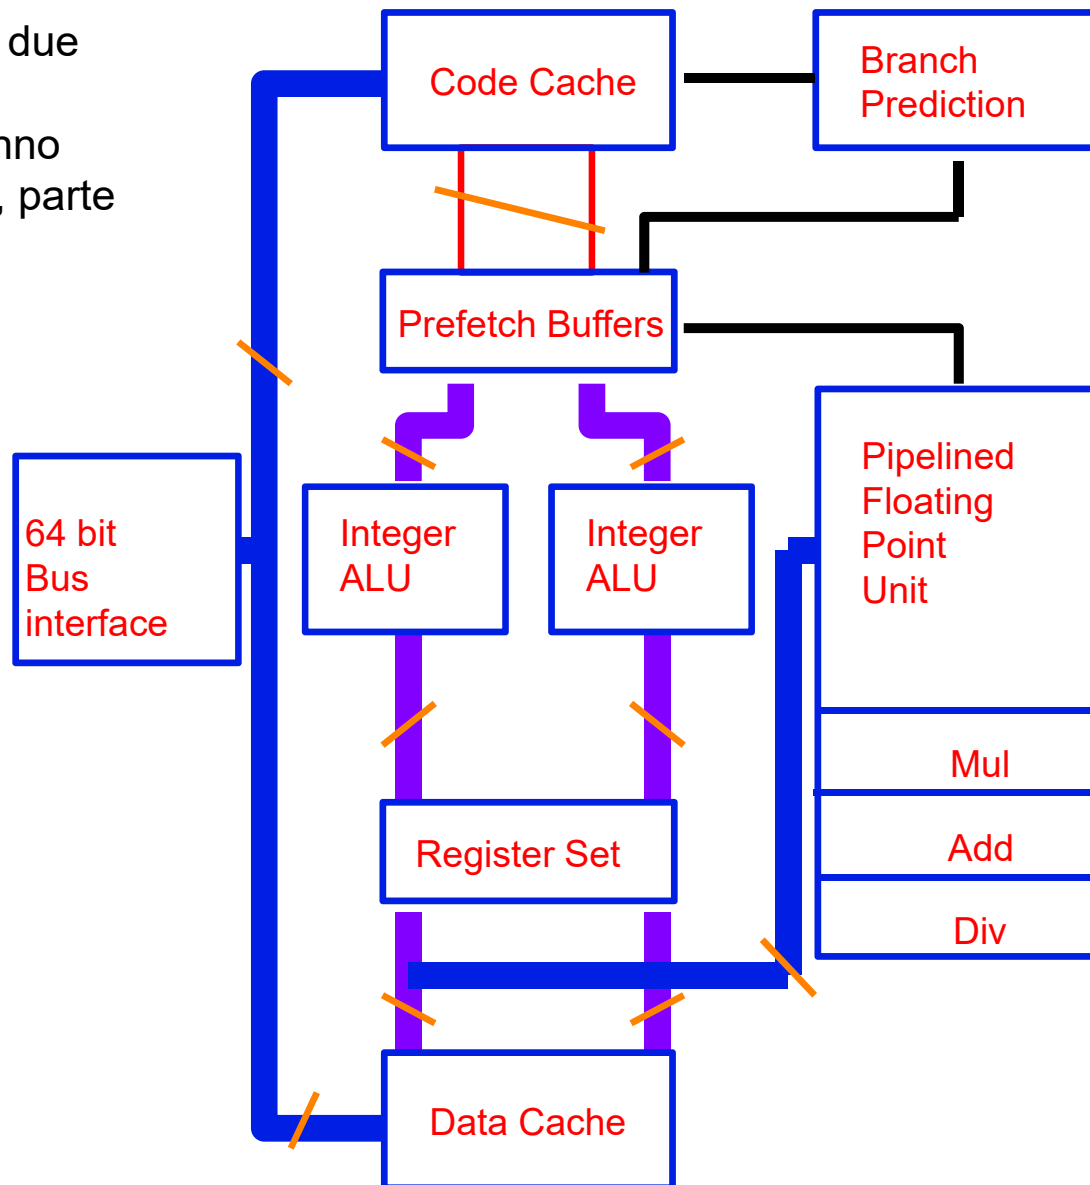 due
nno
, parte
Code Cache
Branch
Prediction
Prefetch Buffers
64 bit
Bus
interface
Integer
ALU
Integer
ALU
Pipelined
Floating
Point
Unit
Mul
Add
Div
Register Set
Data Cache